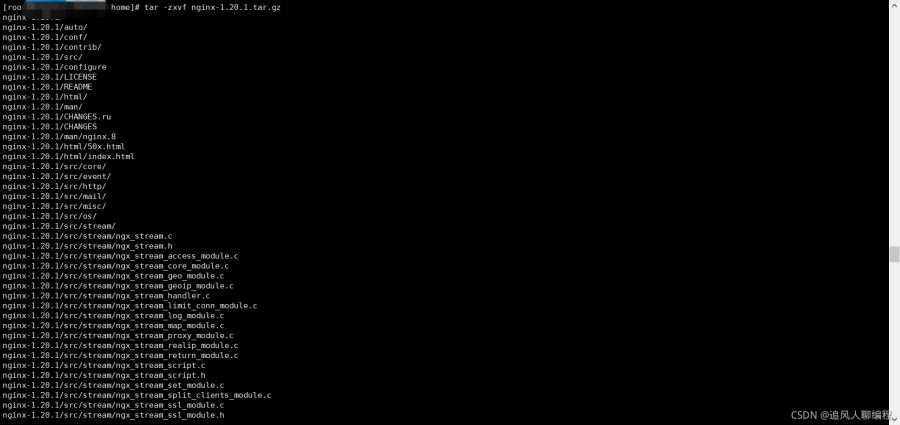 [roo home]# tar -zxvf nginx-1.20.1.tar.gz
nginx-1.20.1/
nginx-1.20.1/auto/
nginx-1.20.1/conf/
nginx-1.20.1/contrib/
nginx-1.20.1/src/
nginx-1.20.1/configure
nginx-1.20.1/LICENSE
nginx-1.20.1/README
nginx-1.20.1/html/
nginx-1.20.1/man/
nginx-1.20.1/CHANGES.ru
nginx-1.20.1/CHANGES
nginx-1.20.1/man/nginx.8
nginx-1.20.1/html/50x.html
nginx-1.20.1/html/index.html
nginx-1.20.1/src/core/
nginx-1.20.1/src/event/
nginx-1.20.1/src/http/
nginx-1.20.1/src/mail/
nginx-1.20.1/src/misc/
nginx-1.20.1/src/os/
nginx-1.20.1/src/stream/
nginx-1.20.1/src/stream/ngx_stream.c
nginx-1.20.1/src/stream/ngx_stream.h
nginx-1.20.1/src/stream/ngx_stream_access_module.c
nginx-1.20.1/src/stream/ngx_stream_core_module.c
nginx-1.20.1/src/stream/ngx_stream_geo_module.c
nginx-1.20.1/src/stream/ngx_stream_geoip_module.c
nginx-1.20.1/src/stream/ngx_stream_handler.c
nginx-1.20.1/src/stream/ngx_stream_limit_conn_module.c
nginx-1.20.1/src/stream/ngx_stream_log_module.c
nginx-1.20.1/src/stream/ngx_stream_map_module.c
nginx-1.20.1/src/stream/ngx_stream_proxy_module.c
nginx-1.20.1/src/stream/ngx_stream_realip_module.c
nginx-1.20.1/src/stream/ngx_stream_return_module.c
nginx-1.20.1/src/stream/ngx_stream_script.c
nginx-1.20.1/src/stream/ngx_stream_script.h
nginx-1.20.1/src/stream/ngx_stream_set_module.c
nginx-1.20.1/src/stream/ngx_stream_split_clients_module.c
nginx-1.20.1/src/stream/ngx_stream_ssl_module.c
nginx-1.20.1/src/stream/ngx_stream_ssl_module.h
CSDN @追风人聊编程